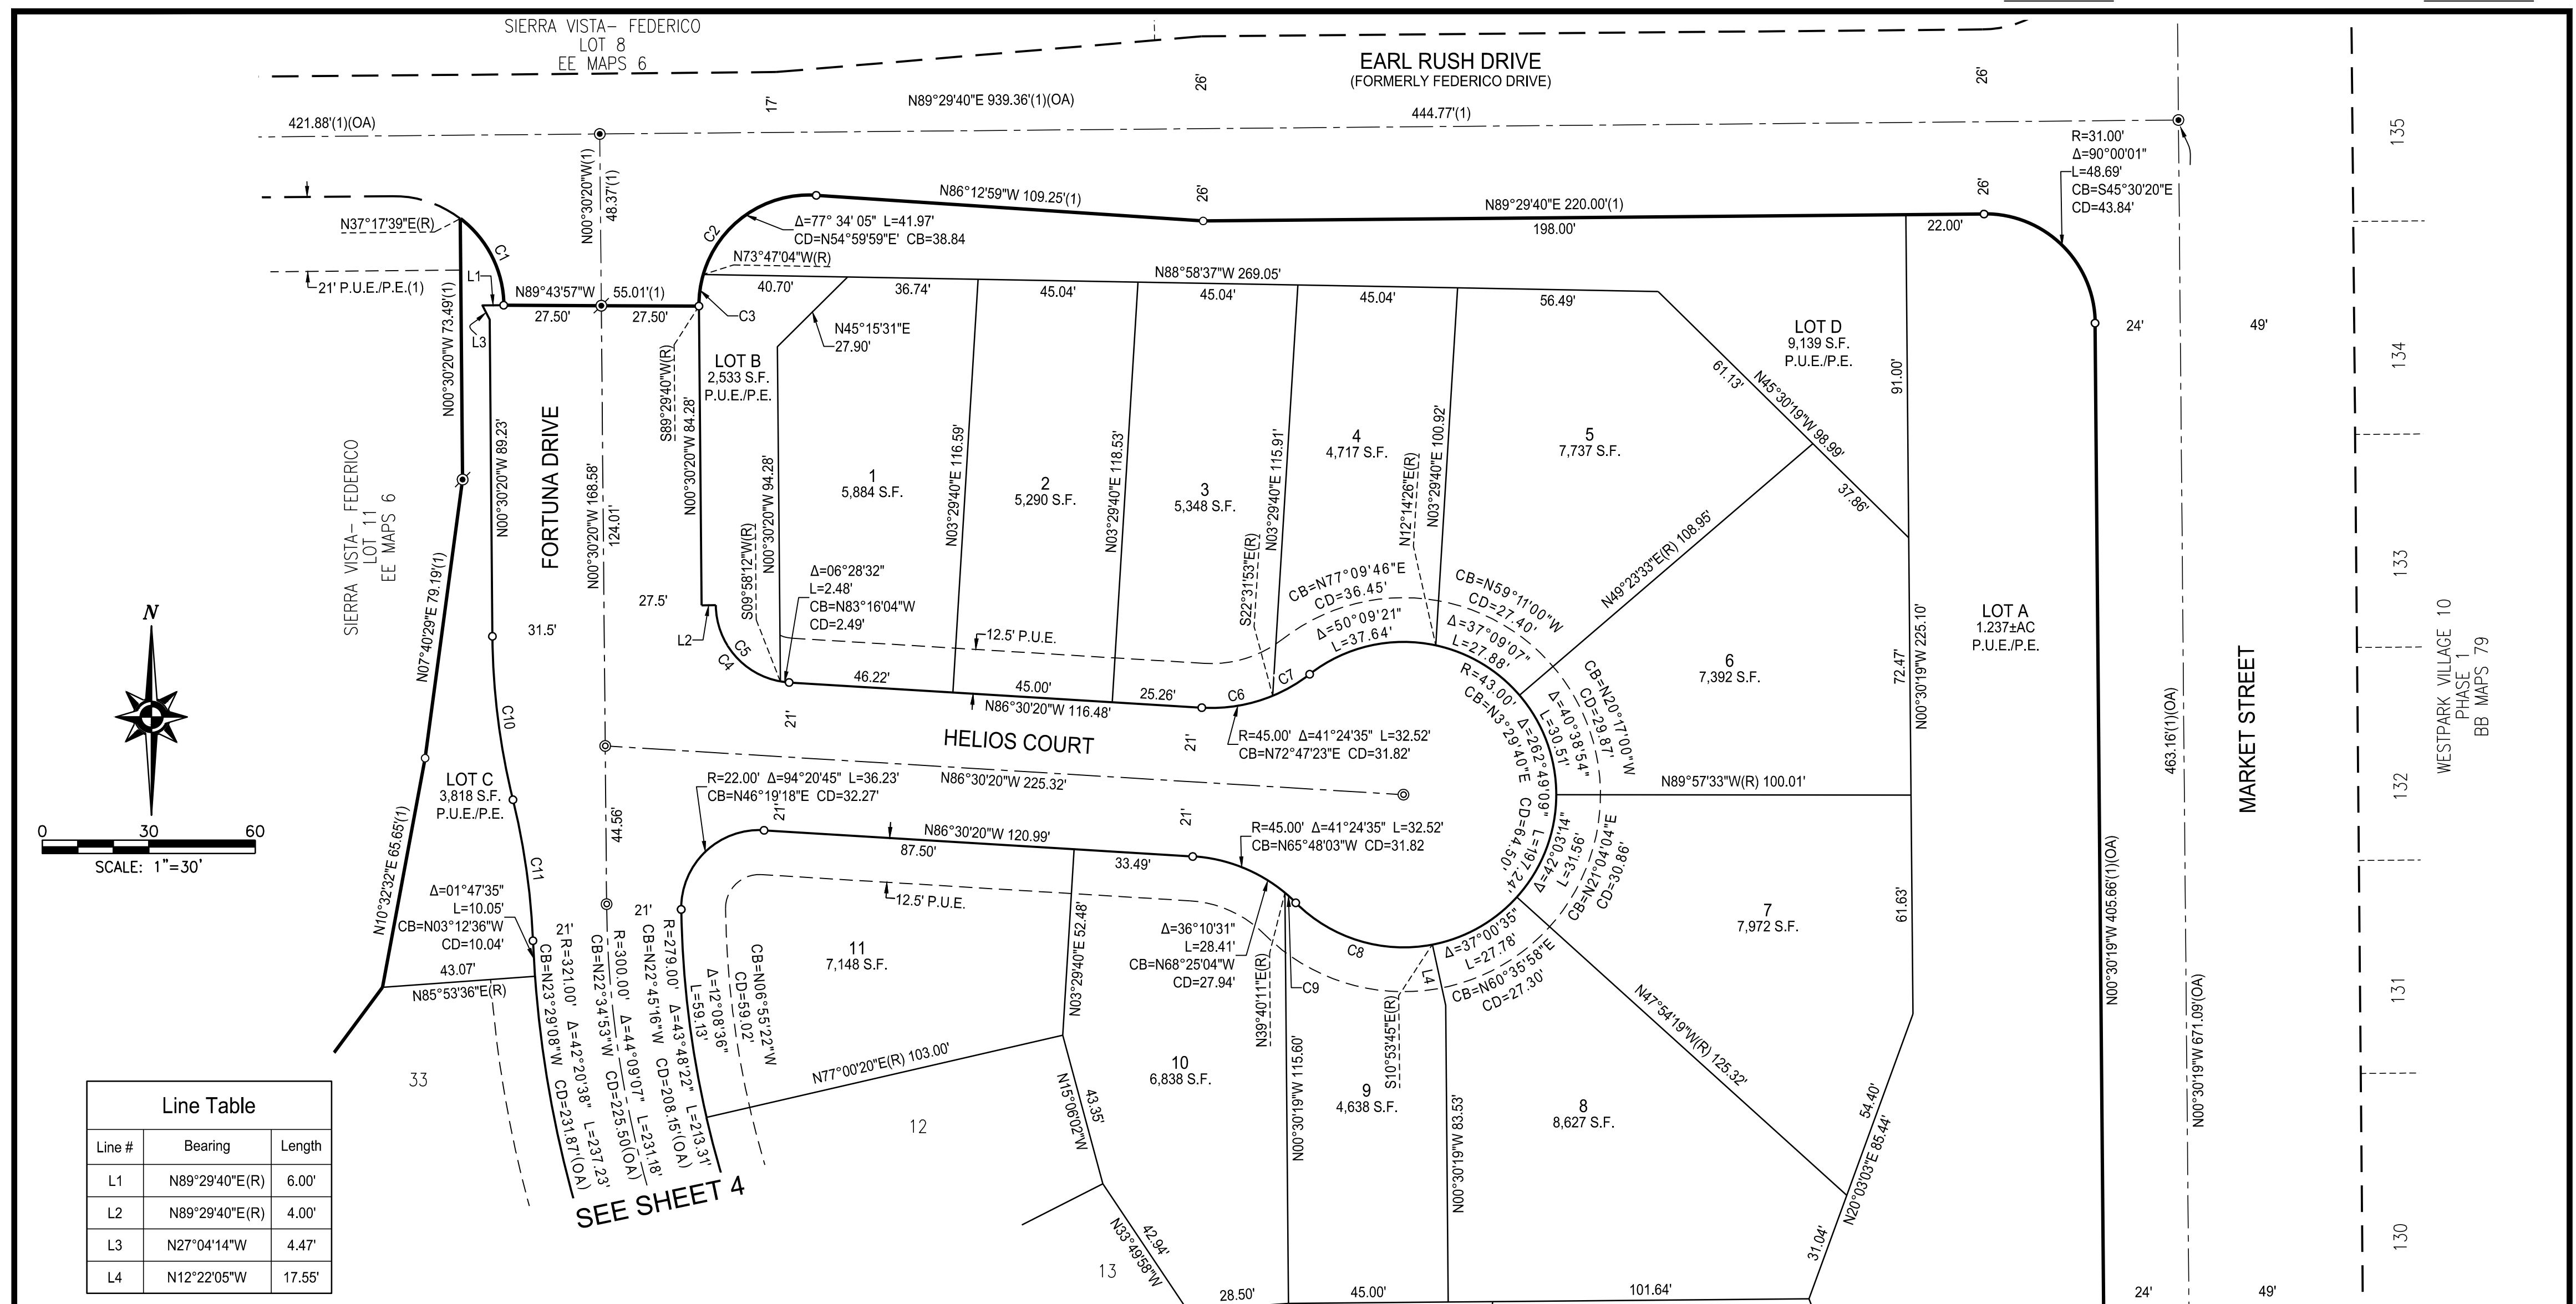 SIERRA VISTA- FEDERICO
LOT 8
EE MAPS 6
EARL RUSH DRIVE
(FORMERLY FEDERICO DRIVE)
17'
26'
26'
N89°29'40"E 939.36'(1)(OA)
421.88'(1)(OA)
444.77'(1)
R=31.00'
Δ=90°00'01"
L=48.69'
CB=S45°30'20"E
CD=43.84'
135
N00°30'20"W(1)
48.37'(1)
N86°12'59"W 109.25'(1)
26'
N89°29'40"E 220.00'(1)
26'
198.00'
22.00'
N37°17'39"E(R)
C1
C2
Δ=77° 34' 05" L=41.97'
CD=N54°59'59"E' CB=38.84
N73°47'04"W(R)
21' P.U.E./P.E.(1)
L1
N89°43'57"W
55.01'(1)
27.50'
27.50'
C3
L3
N88°58'37"W 269.05'
40.70'
36.74'
45.04'
45.04'
45.04'
56.49'
N45°15'31"E
27.90'
LOT D
9,139 S.F.
P.U.E./P.E.
24'
49'
134
LOT B
2,533 S.F.
P.U.E./P.E.
N00°30'20"W 73.49'(1)
S89°29'40"W(R)
N00°30'20"W 84.28'
61.13'
N45°30'19"W 98.99'
37.86'
91.00'
SIERRA VISTA- FEDERICO
LOT 11
EE MAPS 6
N00°30'20"W 89.23'
FORTUNA DRIVE
N00°30'20"W 168.58'
124.01'
N00°30'20"W 94.28'
S09°58'12"W(R)
1
5,884 S.F.
N03°29'40"E 116.59'
2
5,290 S.F.
N03°29'40"E 118.53'
3
5,348 S.F.
N03°29'40"E 115.91'
S22°31'53"E(R)
4
4,717 S.F.
N12°14'26"E(R)
N03°29'40"E 100.92'
5
7,737 S.F.
N49°23'33"E(R) 108.95'
133
N07°40'29"E 79.19'(1)
27.5'
31.5'
L2
C4
C5
Δ=06°28'32"
L=2.48'
CB=N83°16'04"W
CD=2.49'
12.5' P.U.E.
CB=N77°09'46"E
CD=36.45'
Δ=50°09'21"
L=37.64'
CB=N59°11'00"W
CD=27.40'
Δ=37°09'07"
L=27.88'
CB=N20°17'00"W
CD=29.87'
Δ=40°38'54"
L=30.51'
R=43.00' Δ=262°49'09" L=197.24'
CB=N3°29'40"E CD=64.50'
6
7,392 S.F.
72.47'
N00°30'19"W 225.10'
LOT A
1.237±AC
P.U.E./P.E.
463.16'(1)(OA)
MARKET STREET
WESTPARK VILLAGE 10
PHASE 1
BB MAPS 79
N
C10
46.22'
45.00'
25.26'
C6
C7
N86°30'20"W 116.48'
21'
21'
HELIOS COURT
R=45.00' Δ=41°24'35" L=32.52'
CB=N72°47'23"E CD=31.82'
N86°30'20"W 225.32'
N89°57'33"W(R) 100.01'
132
LOT C
3,818 S.F.
P.U.E./P.E.
R=22.00' Δ=94°20'45" L=36.23'
CB=N46°19'18"E CD=32.27'
0 30 60
SCALE: 1"=30'
N10°32'32"E 65.65'(1)
44.56'
21'
21'
N86°30'20"W 120.99'
87.50'
33.49'
R=45.00' Δ=41°24'35" L=32.52'
CB=N65°48'03"W CD=31.82
Δ=42°03'14"
L=31.56'
CB=N21°04'04"E
CD=30.86'
C11
12.5' P.U.E.
Δ=01°47'35"
L=10.05'
CB=N03°12'36"W
CD=10.04'
43.07'
N85°53'36"E(R)
21'
21'
R=321.00' Δ=42°20'38" L=237.23'
CB=N23°29'08"W CD=231.87'(OA)
R=300.00' Δ=44°09'07" L=231.18'
CB=N22°34'53"W CD=225.50(OA)
R=279.00' Δ=43°48'22" L=213.31'
CB=N22°45'16"W CD=208.15'(OA)
CB=N06°55'22"W
CD=59.02'
Δ=12°08'36"
L=59.13'
11
7,148 S.F.
N03°29'40"E 52.48'
Δ=36°10'31"
L=28.41'
CB=N68°25'04"W
CD=27.94'
N39°40'11"E(R)
C9
C8
S10°53'45"E(R)
L4
Δ=37°00'35"
L=27.78'
CB=N60°35'58"E
CD=27.30'
7
7,972 S.F.
61.63'
N00°30'19"W 405.66'(1)(OA)
N00°30'19"W 671.09'(OA)
131
33
N77°00'20"E(R) 103.00'
12
N15°06'02"W
43.35'
10
6,838 S.F.
N00°30'19"W 115.60'
9
4,638 S.F.
N00°30'19"W 83.53'
8
8,627 S.F.
N47°54'19"W(R) 125.32'
54.40'
N20°03'03"E 85.44'
31.04'
130
SEE SHEET 4
13
N33°49'58"W
42.94'
28.50'
45.00'
101.64'
24'
49'
Line Table
Line # Bearing Length
L1 N89°29'40"E(R) 6.00'
L2 N89°29'40"E(R) 4.00'
L3 N27°04'14"W 4.47'
L4 N12°22'05"W 17.55'